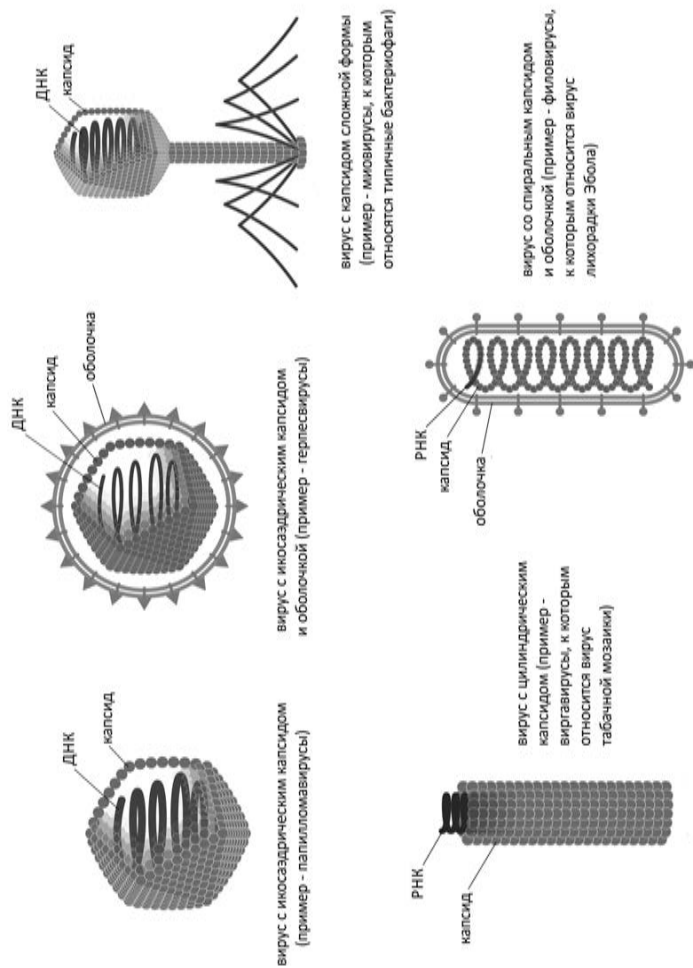 ДНК
капсид
вирус с икосаэдрическим капсидом
(пример - папилломавирусы)
ДНК
капсид
оболочка
вирус с икосаэдрическим капсидом
и оболочкой (пример - герпесвирусы)
ДНК
капсид
вирус с капсидом сложной формы
(пример - миовирусы, к которым
относятся типичные бактериофаги)
РНК
капсид
вирус с цилиндрическим
капсидом (пример -
виргавирусы, к которым
относится вирус
табачной мозаики)
РНК
капсид
оболочка
вирус со спиральным капсидом
и оболочкой (пример - филовирусы,
к которым относится вирус
лихорадки Эбола)